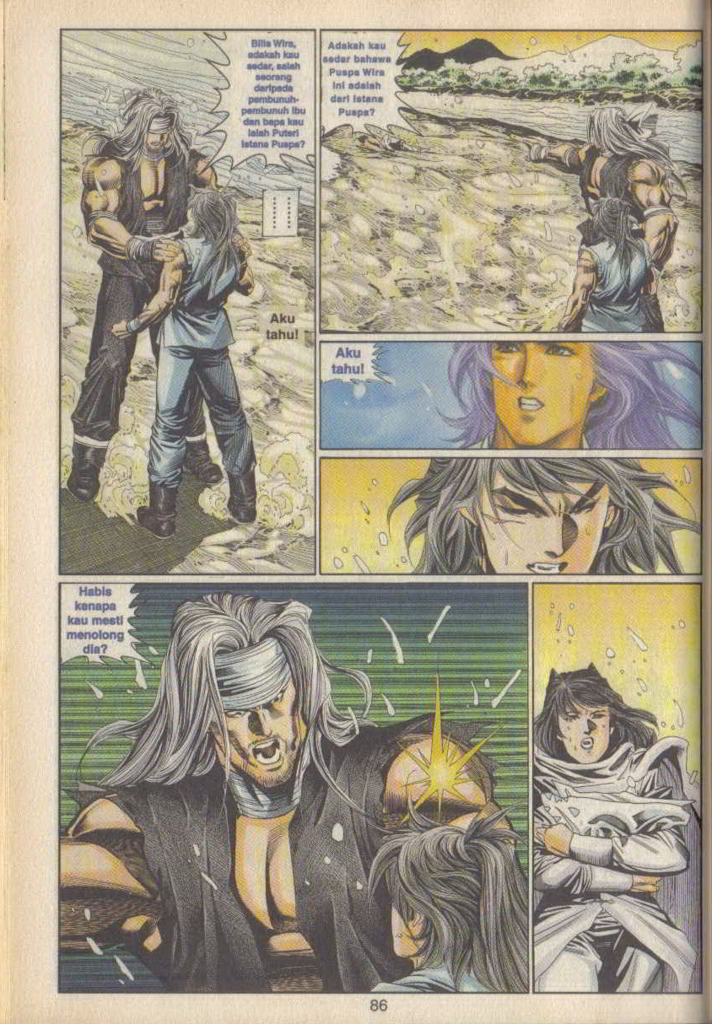 Billa Wira,
adakah kau
sedar, salah
seorang
daripada
pembunuh-
pembunuh ibu
dan bapa kau
ialah Puteri
Istana Puspa?
Aku
tahu!
Adakah kau
sedar bahawa
Puspa Wira
ini adalah
dari Istana
Puspa?
Aku
tahu!
Habis
kenapa
kau mesti
menolong
dia?
86